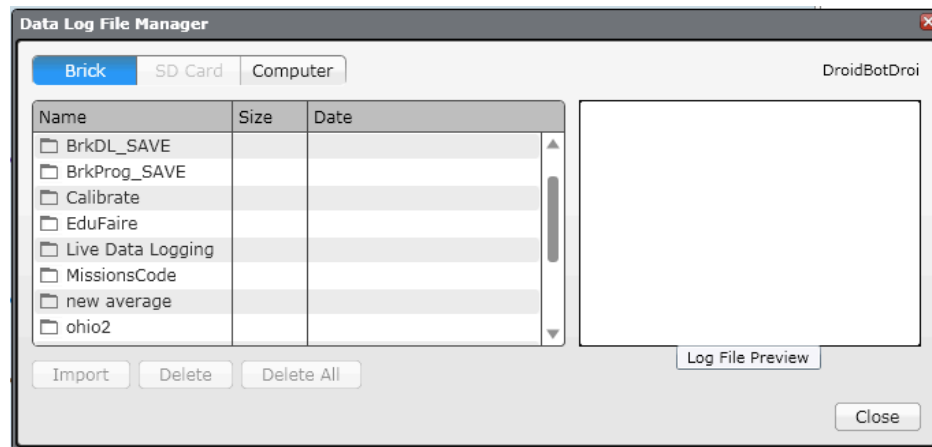 Data Log File Manager
Brick SD Card Computer DroidBotDroi
Name Size Date
BrkDL_SAVE
BrkProg_SAVE
Calibrate
EduFaire
Live Data Logging
MissionsCode
new average
ohio2
Log File Preview
Import Delete Delete All
Close